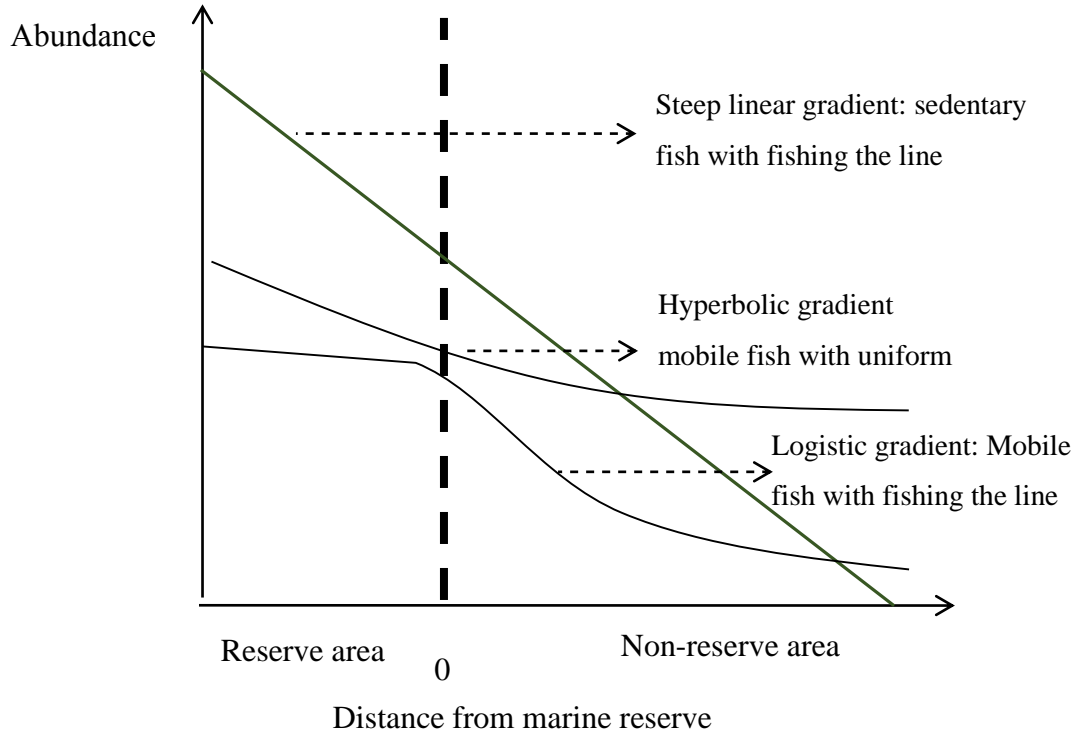 Abundance
Steep linear gradient: sedentary
fish with fishing the line
Hyperbolic gradient
mobile fish with uniform
Logistic gradient: Mobile
fish with fishing the line
Reserve area
0
Non-reserve area
Distance from marine reserve